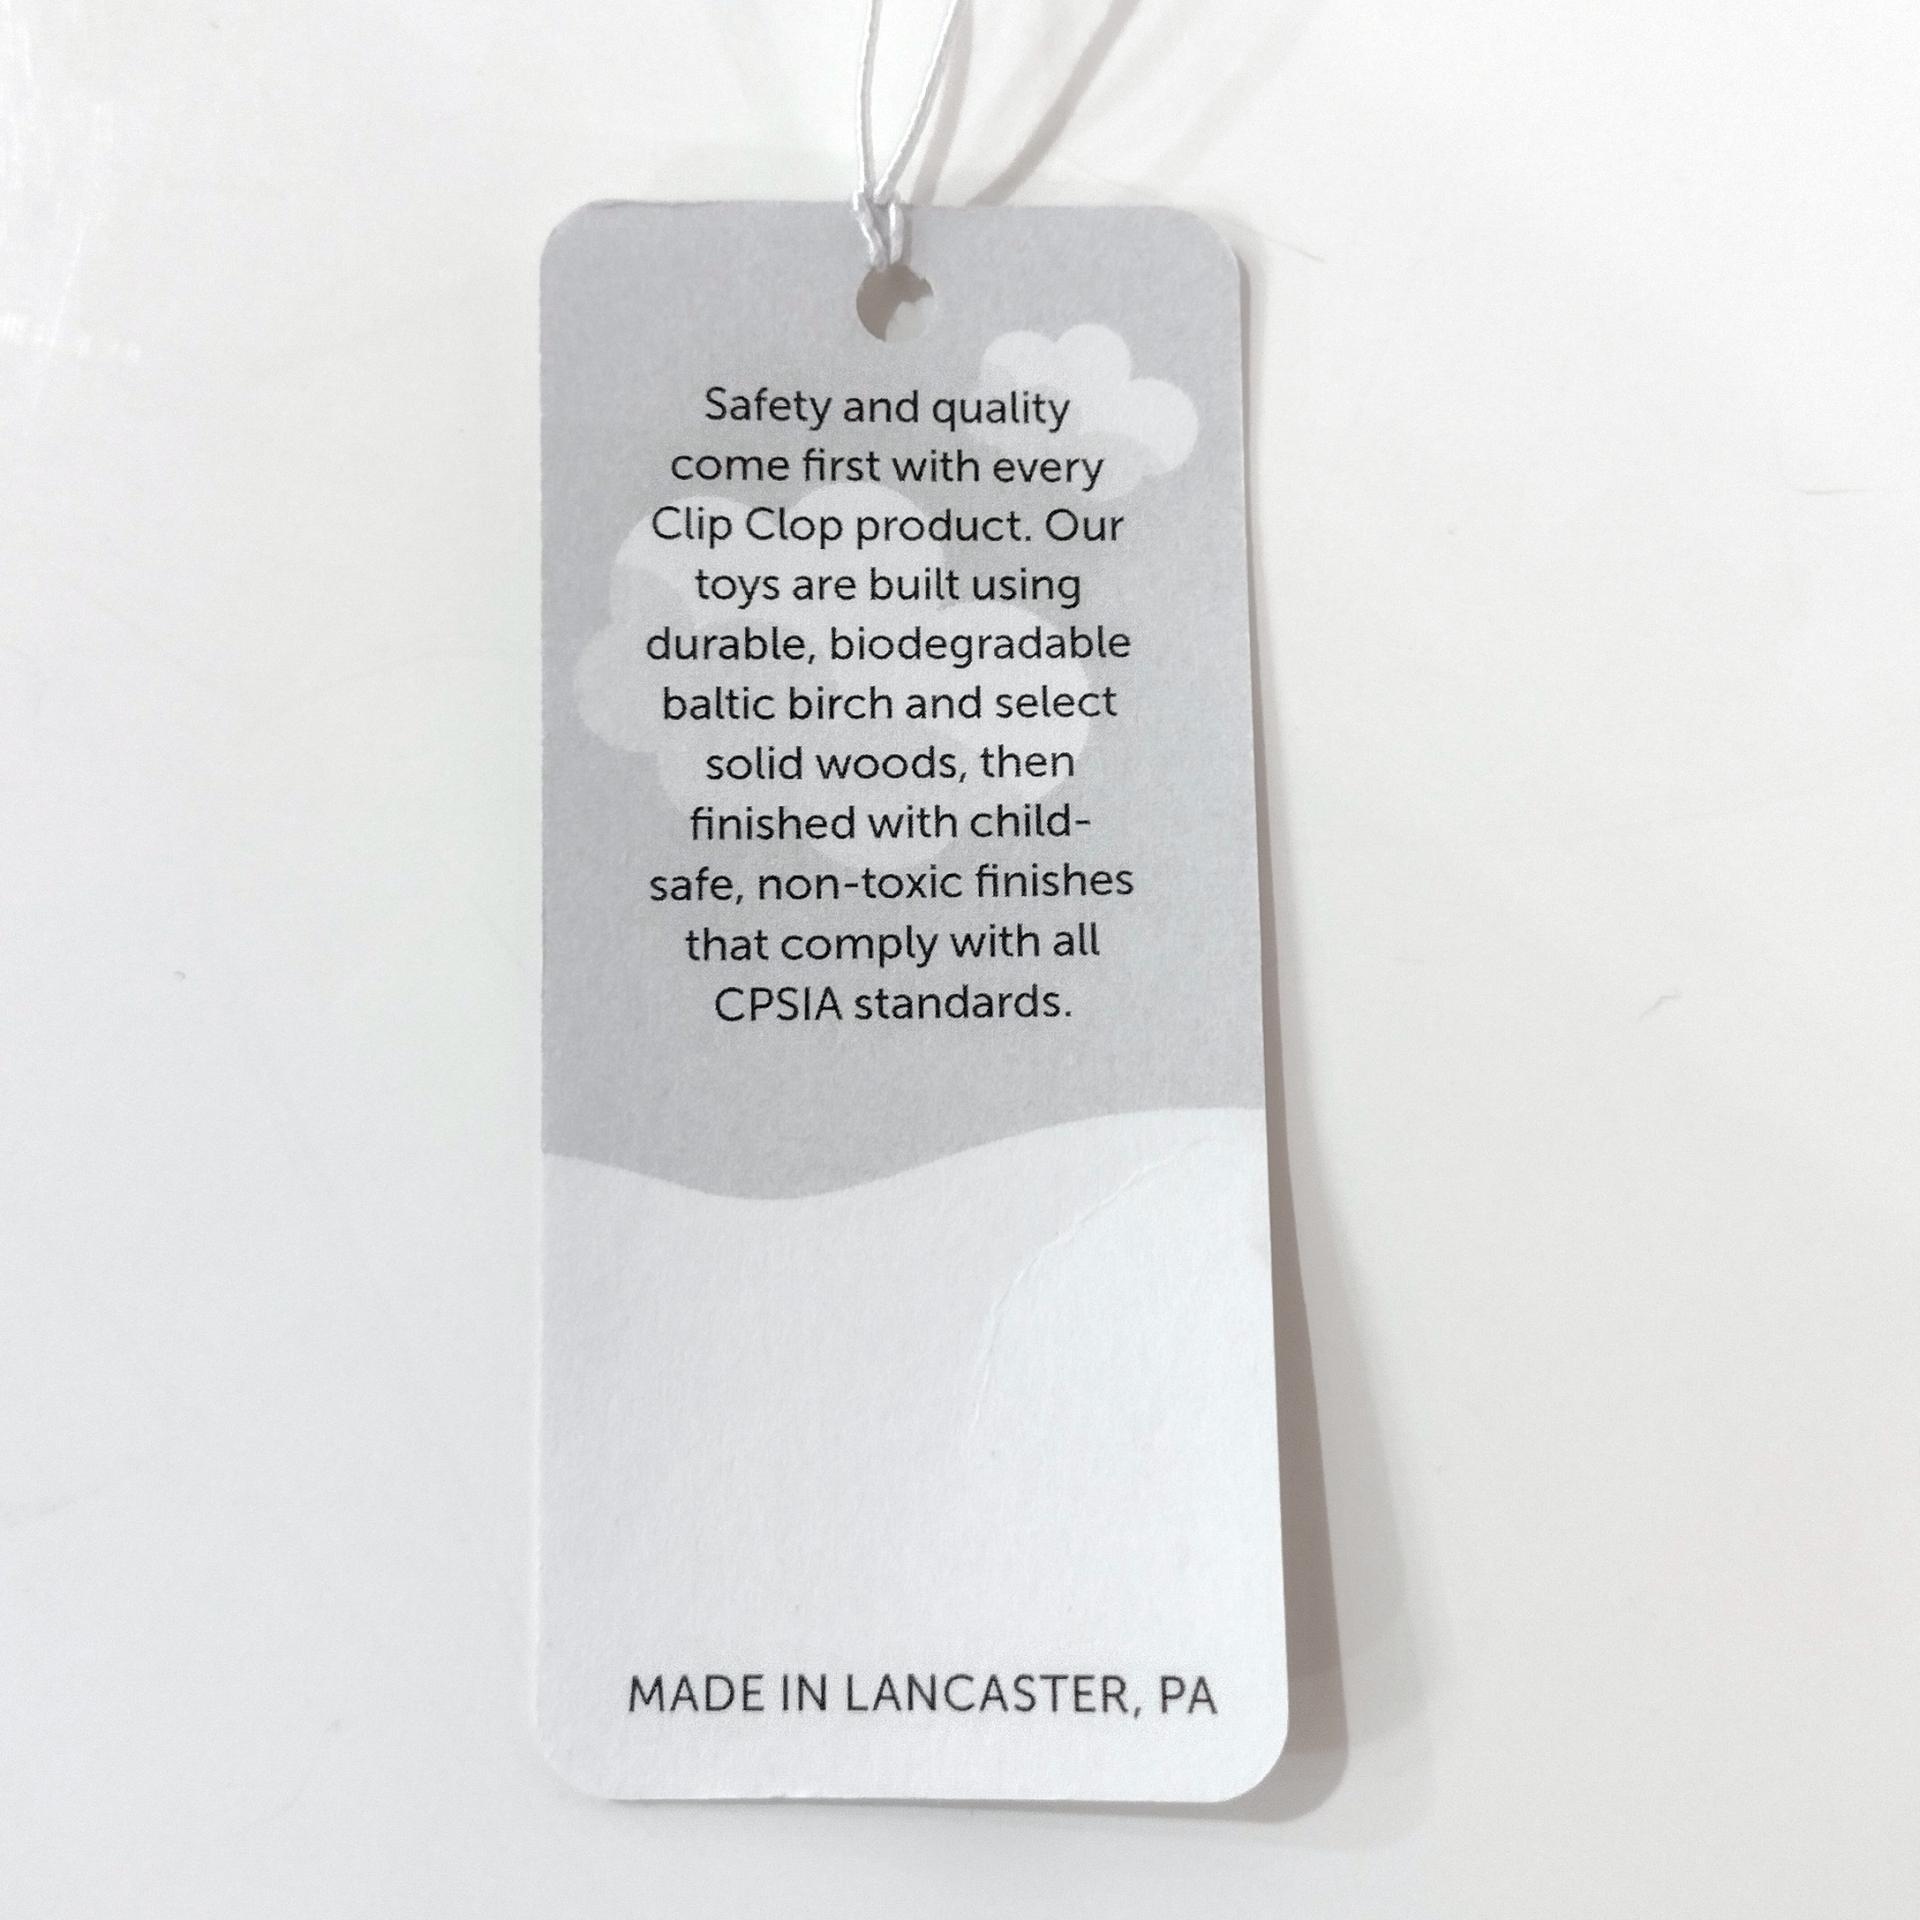 Safety and quality
come first with every
Clip Clop product. Our
toys are built using
durable, biodegradable
baltic birch and select
solid woods, then
finished with child-
safe, non-toxic finishes
that comply with all
CPSIA standards.
MADE IN LANCASTER, PA